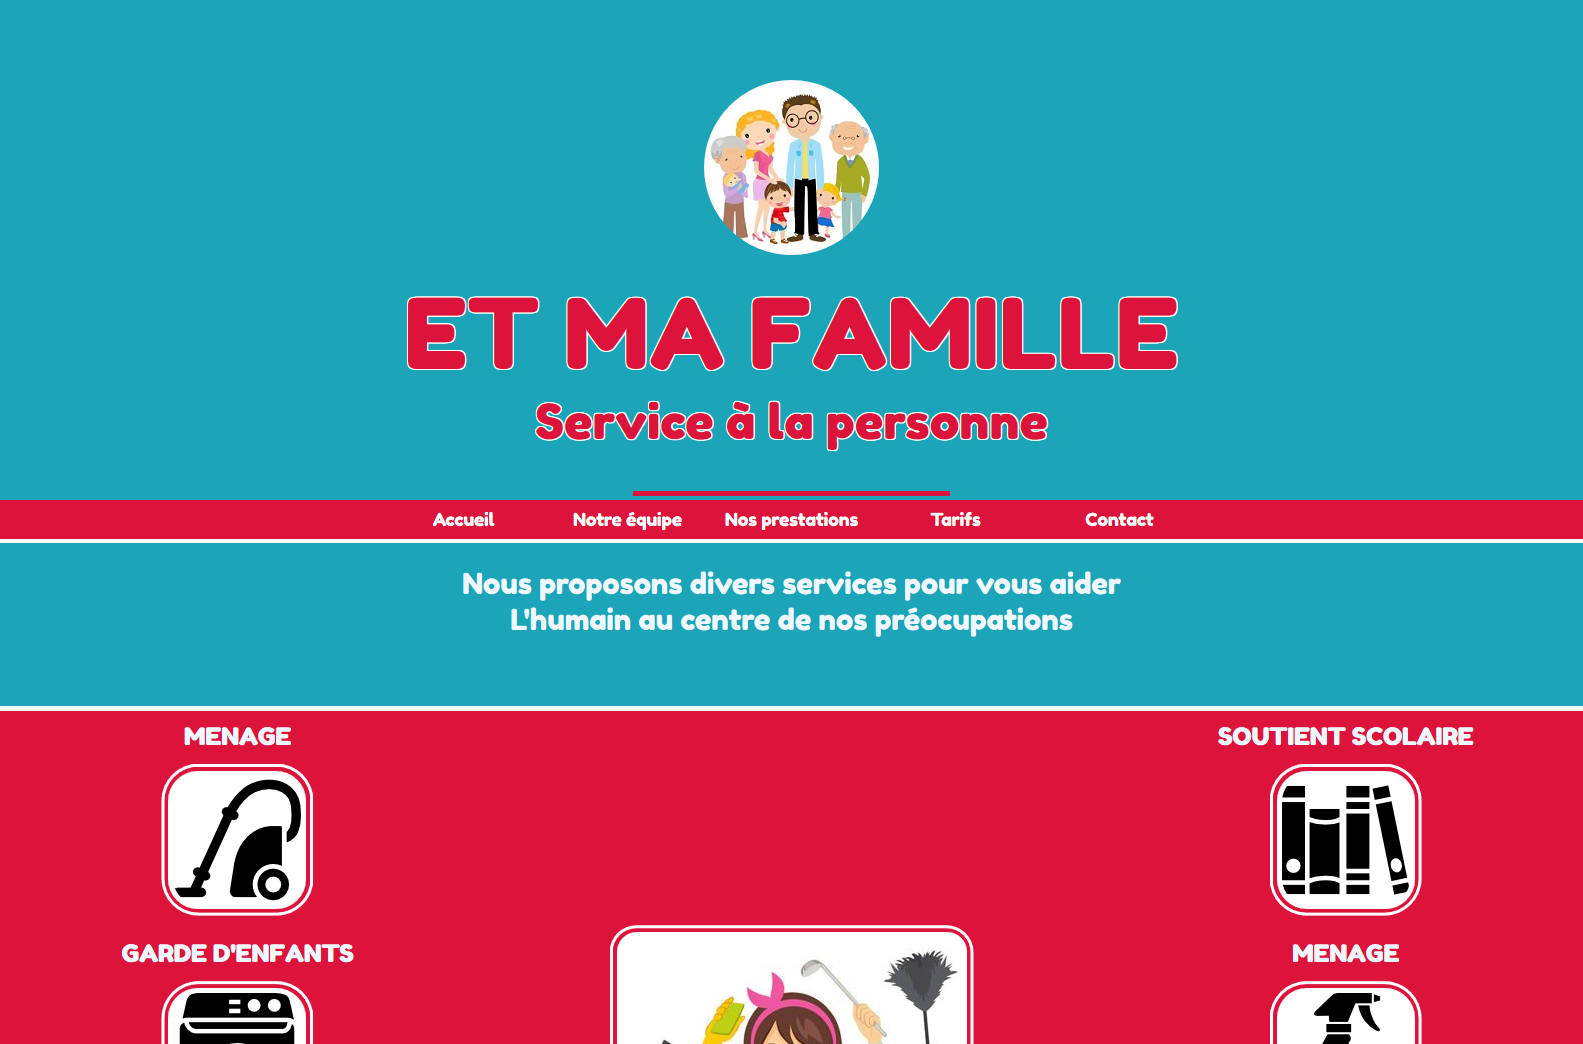 ET MA FAMILLE
Service à la personne
Accueil Notre équipe Nos prestations Tarifs Contact
Nous proposons divers services pour vous aider
L'humain au centre de nos préocupations
MENAGE
SOUTIENT SCOLAIRE
GARDE D'ENFANTS
MENAGE